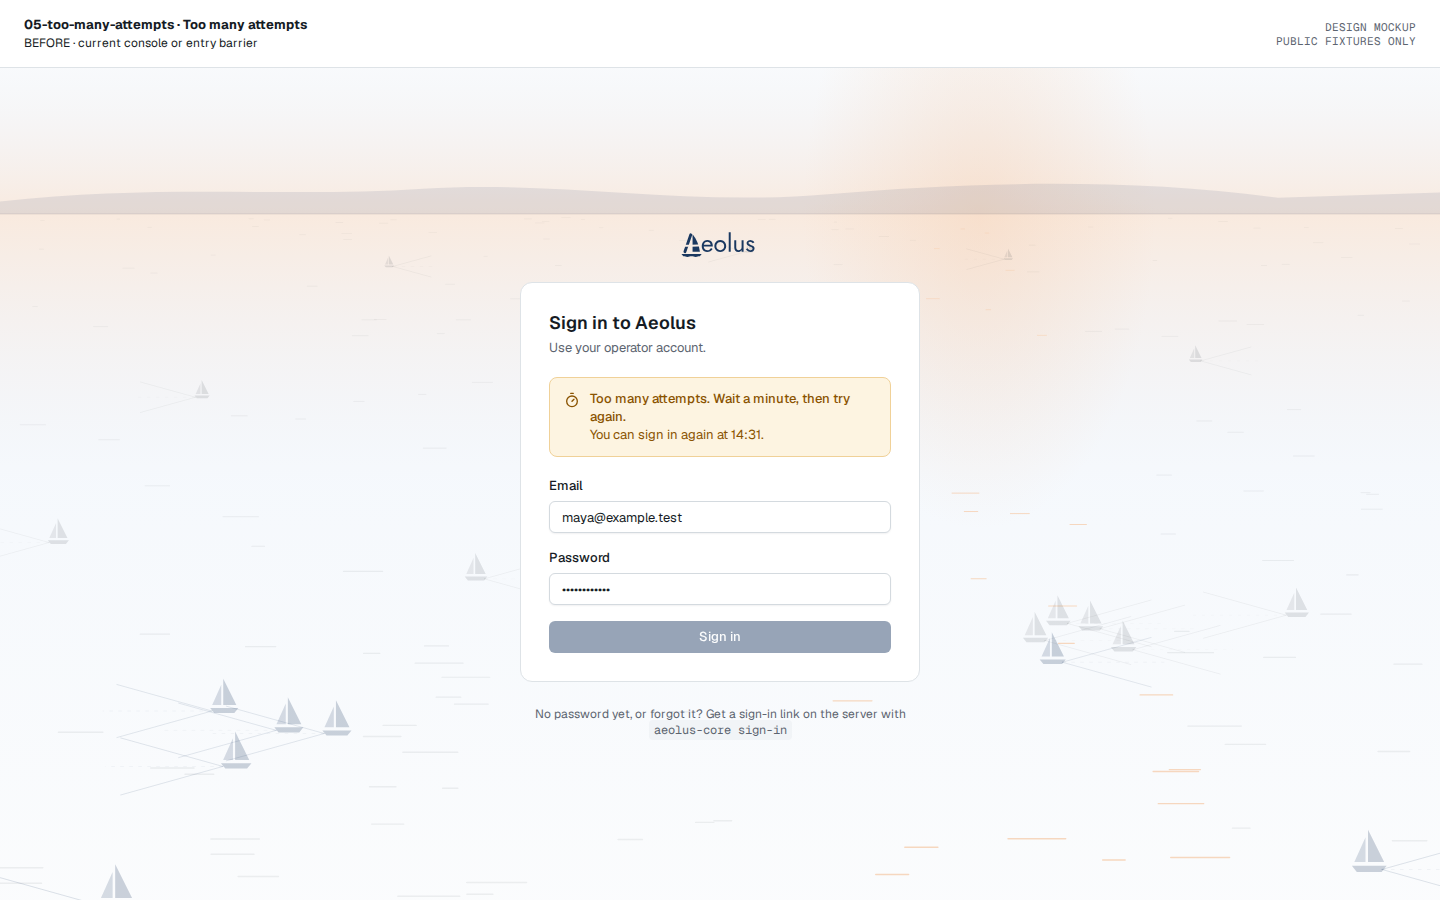 05-too-many-attempts · Too many attempts
BEFORE · current console or entry barrier
DESIGN MOCKUP
PUBLIC FIXTURES ONLY
Aeolus
Sign in to Aeolus
Use your operator account.
Too many attempts. Wait a minute, then try
again.
You can sign in again at 14:31.
Email
maya@example.test
Password
••••••••••••
Sign in
No password yet, or forgot it? Get a sign-in link on the server with
aeolus-core sign-in